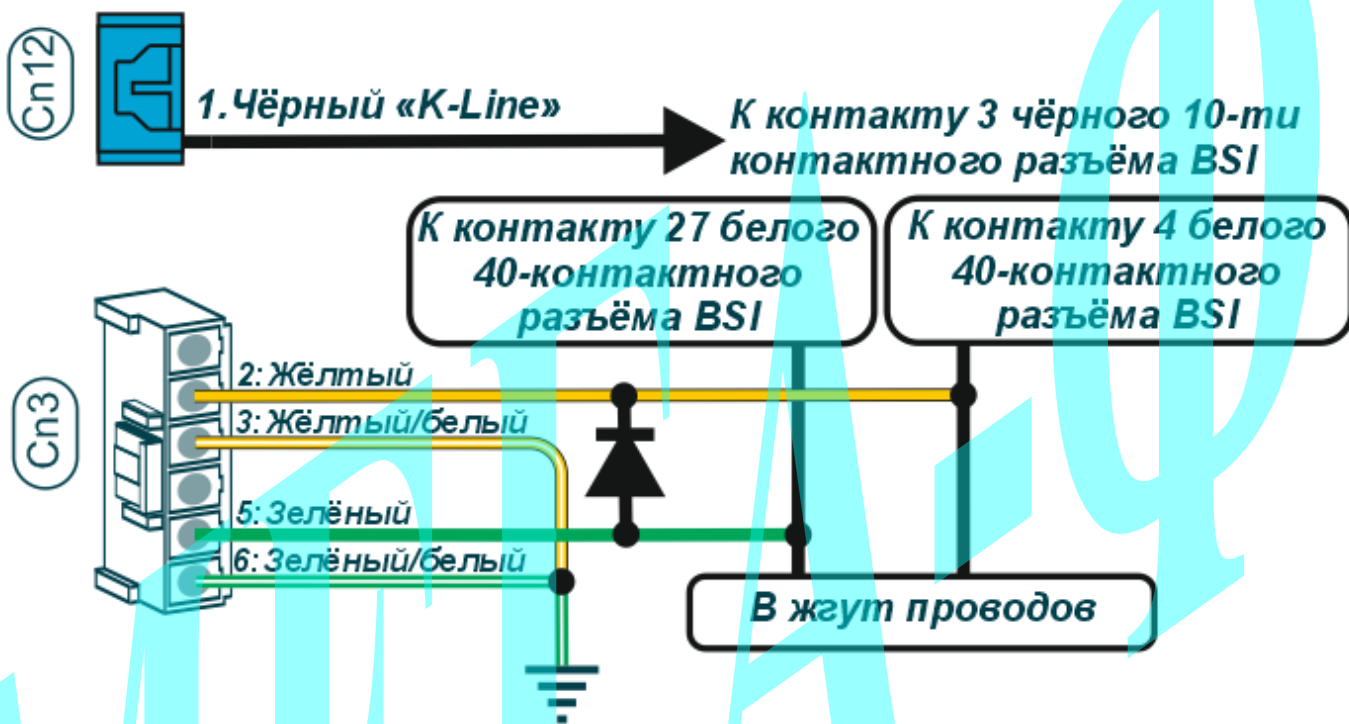 Cn12
1.Чёрный «K-Line»
К контакту 3 чёрного 10-ти
контактного разъёма BSI
К контакту 27 белого
40-контактного
разъёма BSI
К контакту 4 белого
40-контактного
разъёма BSI
Cn3
2: Жёлтый
3: Жёлтый/белый
5: Зелёный
6: Зелёный/белый
В жгут проводов